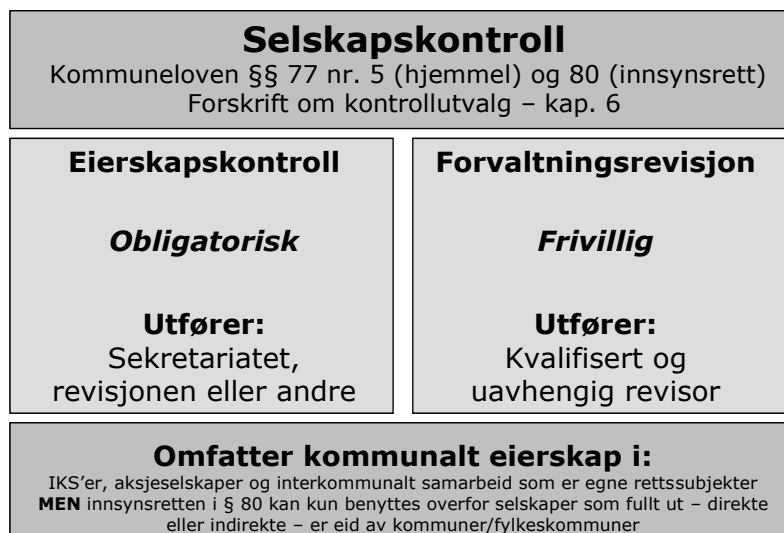 Selskapskontroll
Kommuneloven §§ 77 nr. 5 (hjemmel) og 80 (innsynsrett)
Forskrift om kontrollutvalg – kap. 6
Eierskapskontroll
Obligatorisk
Utfører:
Sekretariatet,
revisjonen eller andre
Forvaltningsrevisjon
Frivillig
Utfører:
Kvalifisert og
uavhengig revisor
Omfatter kommunalt eierskap i:
IKS'er, aksjeselskaper og interkommunalt samarbeid som er egne rettssubjekter
MEN innsynsretten i § 80 kan kun benyttes overfor selskaper som fullt ut – direkte
eller indirekte – er eid av kommuner/fylkeskommuner